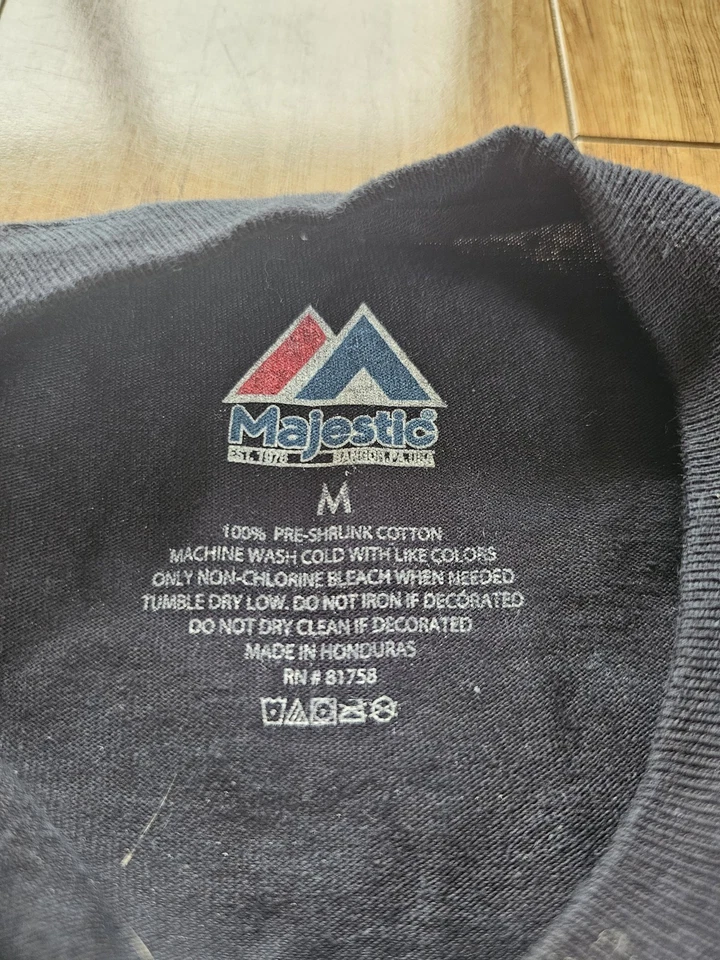 Majestic®
EST. 1976 BANGOR, PA. USA
M
100% PRE-SHRUNK COTTON
MACHINE WASH COLD WITH LIKE COLORS
ONLY NON-CHLORINE BLEACH WHEN NEEDED
TUMBLE DRY LOW. DO NOT IRON IF DECORATED
DO NOT DRY CLEAN IF DECORATED
MADE IN HONDURAS
RN # 81758